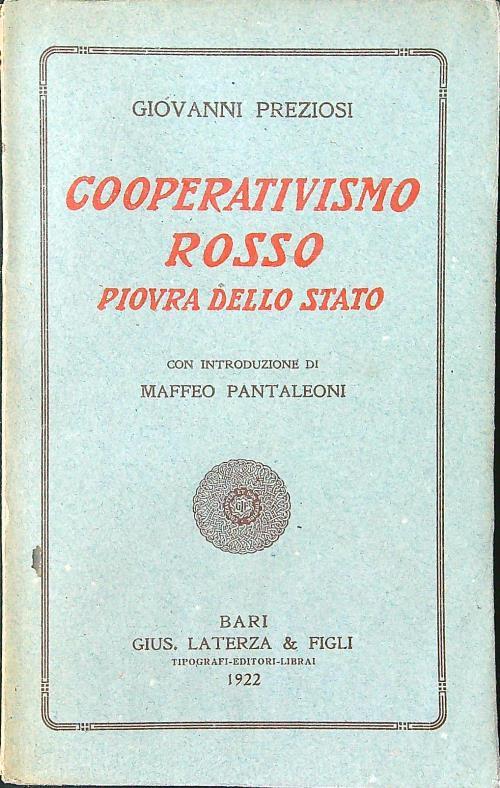 GIOVANNI PREZIOSI
COOPERATIVISMO
ROSSO
PIOVRA DELLO STATO
CON INTRODUZIONE DI
MAFFEO PANTALEONI
BARI
GIUS. LATERZA & FIGLI
TIPOGRAFI-EDITORI-LIBRAI
1922